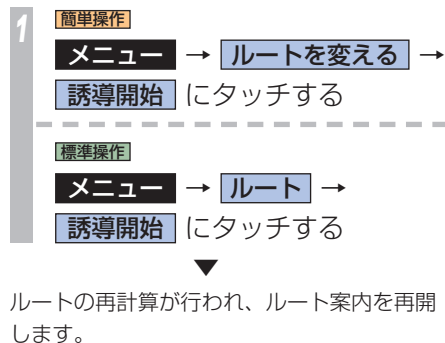 1
簡単操作
メニュー → ルートを変える →
誘導開始 にタッチする
標準操作
メニュー → ルート →
誘導開始 にタッチする
▼
ルートの再計算が行われ、ルート案内を再開
します。